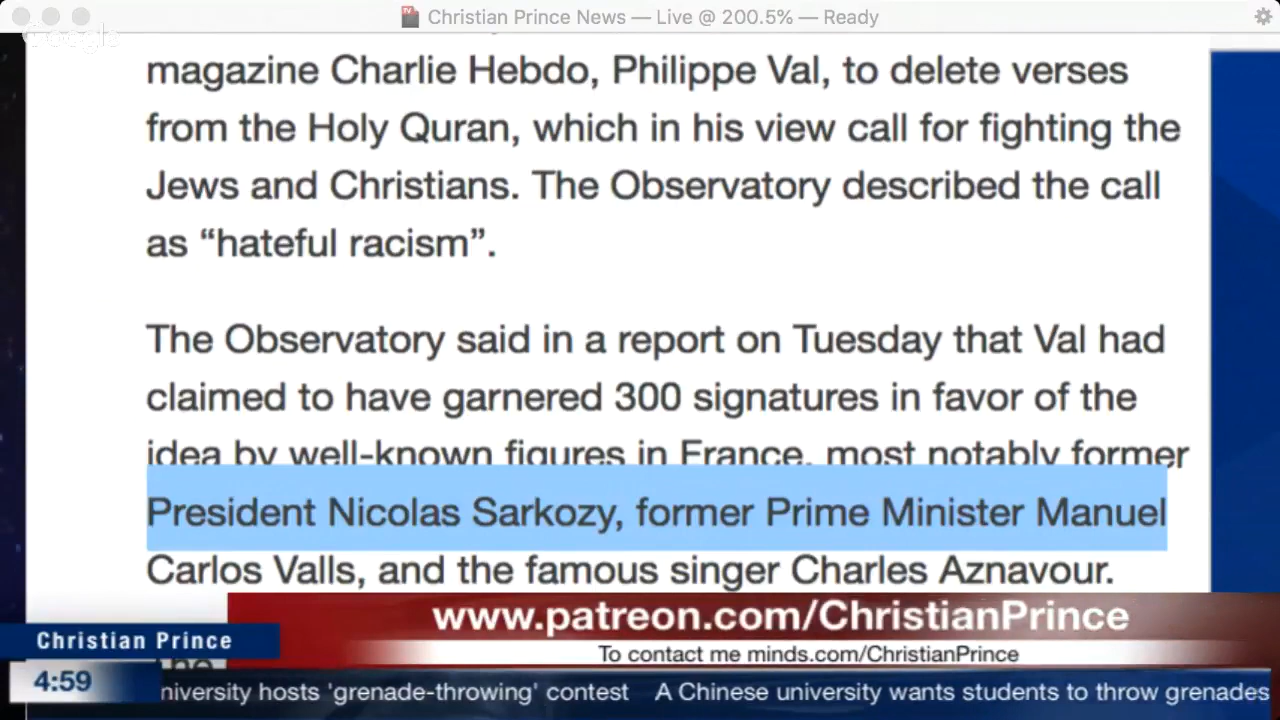 Christian Prince News — Live @ 200.5% — Ready
Google
magazine Charlie Hebdo, Philippe Val, to delete verses
from the Holy Quran, which in his view call for fighting the
Jews and Christians. The Observatory described the call
as “hateful racism”.
The Observatory said in a report on Tuesday that Val had
claimed to have garnered 300 signatures in favor of the
idea by well-known figures in France, most notably former
President Nicolas Sarkozy, former Prime Minister Manuel
Carlos Valls, and the famous singer Charles Aznavour.
www.patreon.com/ChristianPrince
Christian Prince
To contact me minds.com/ChristianPrince
4:59
niversity hosts 'grenade-throwing' contest A Chinese university wants students to throw grenades